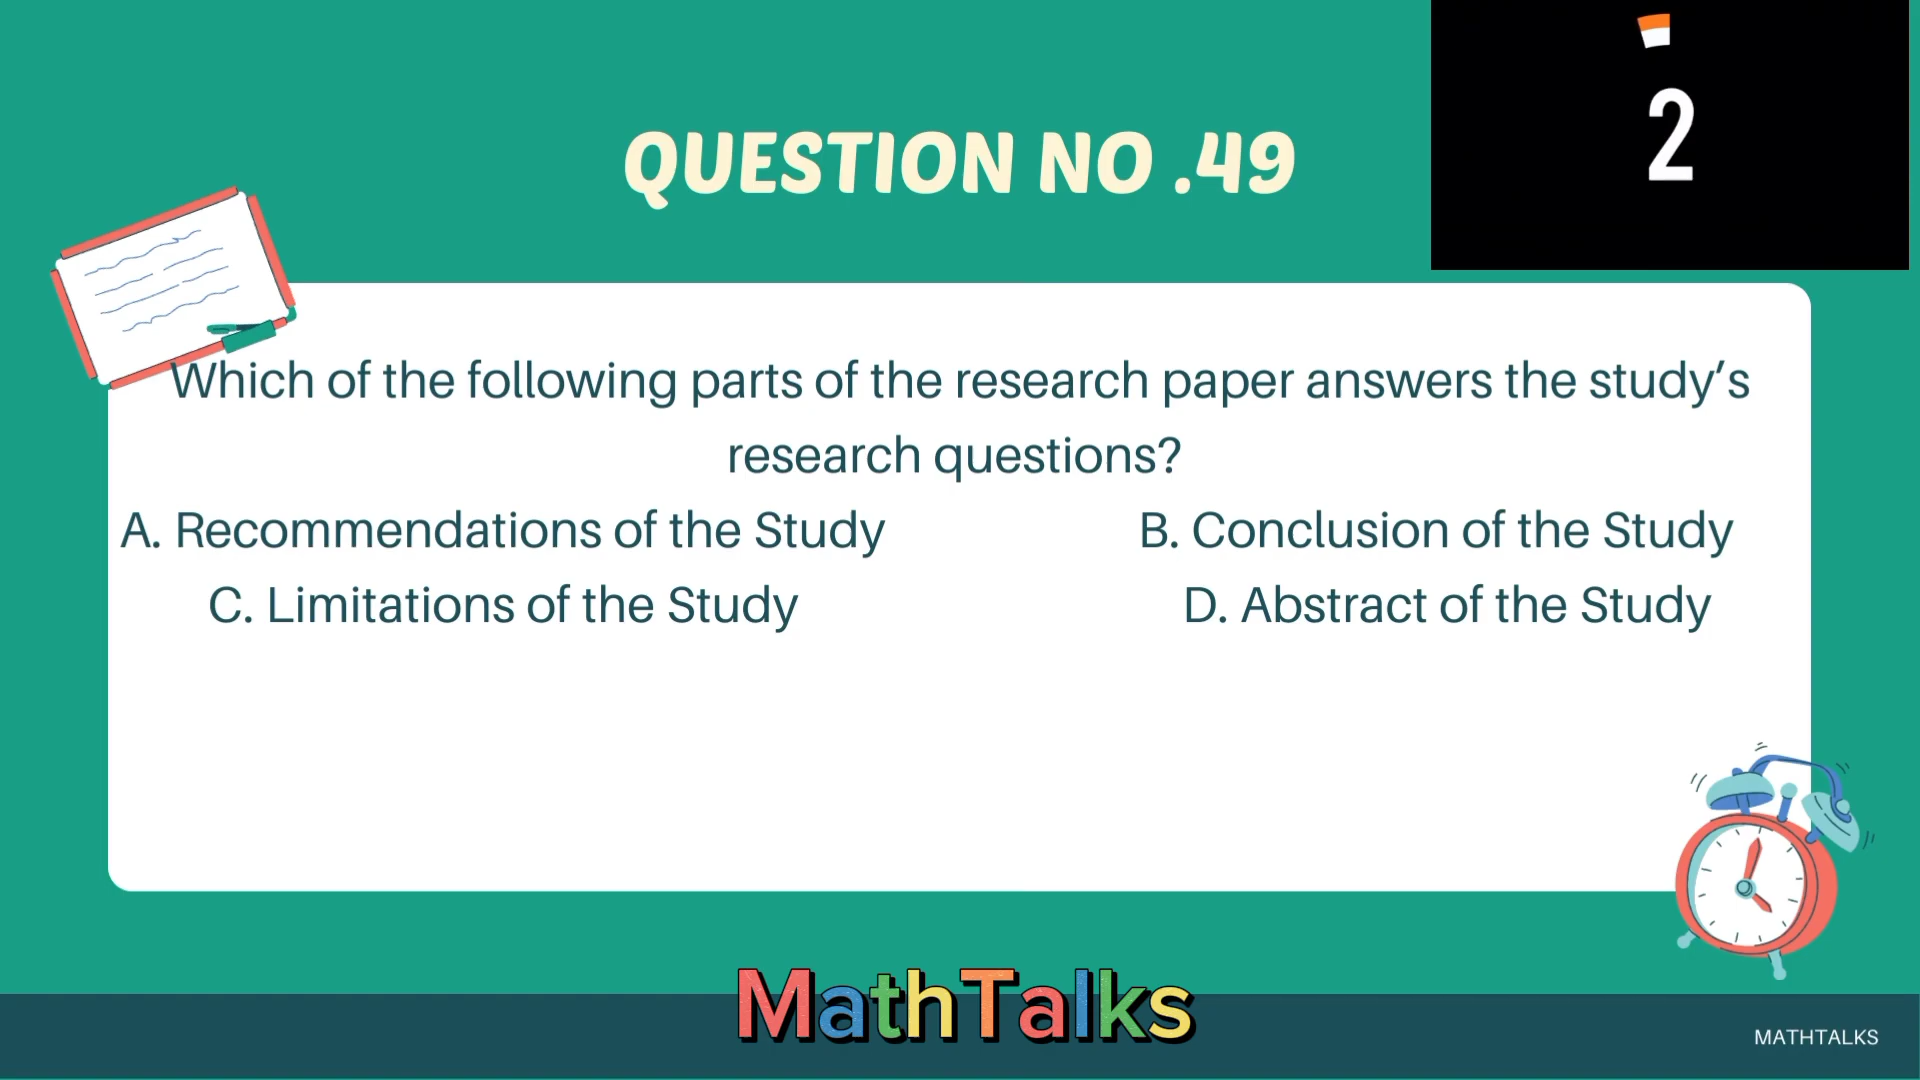 2
QUESTION NO .49
Which of the following parts of the research paper answers the study’s
research questions?
A. Recommendations of the Study B. Conclusion of the Study
C. Limitations of the Study D. Abstract of the Study
MathTalks
MATHTALKS